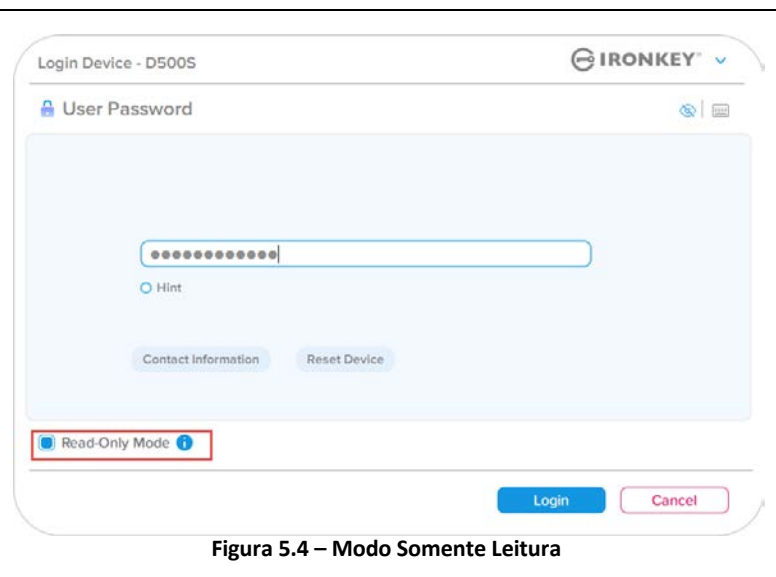 Login Device - D500S
IRONKEY
User Password
Hint
Contact Information
Reset Device
Read-Only Mode
Login
Cancel
Figura 5.4 – Modo Somente Leitura